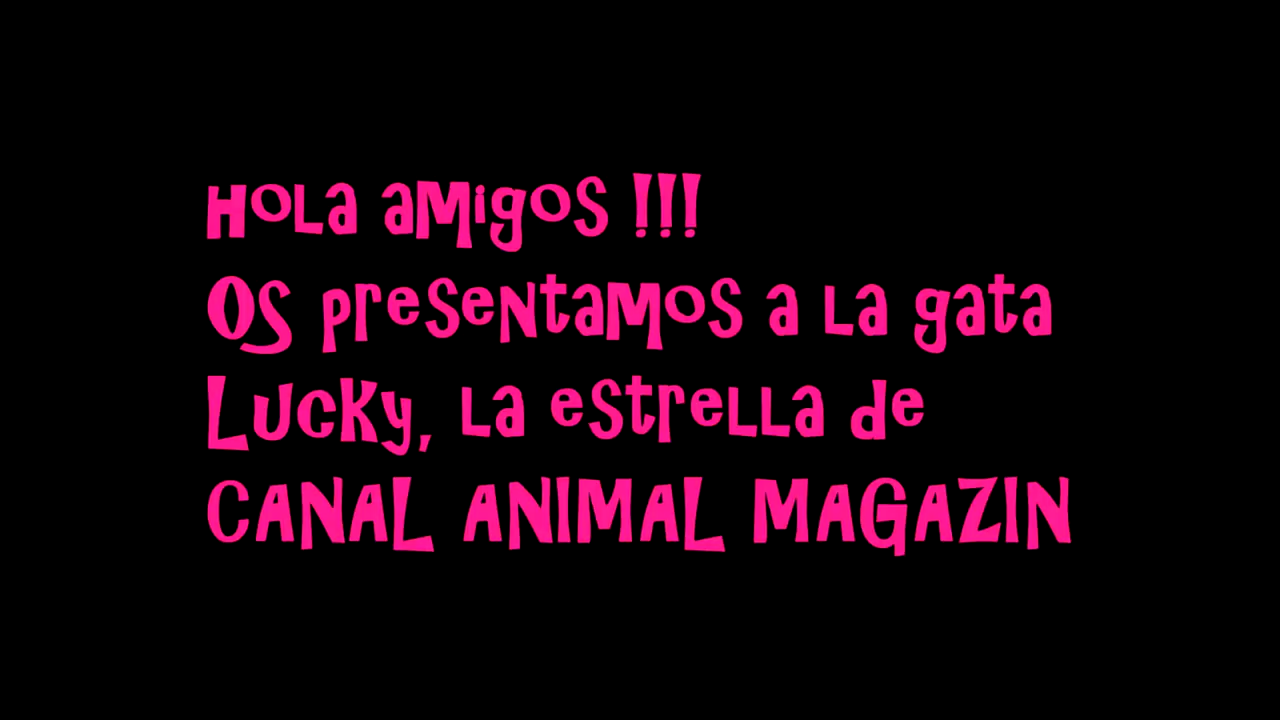 Hola amigos !!!
Os presentamos a la gata
Lucky, la estrella de
CANAL ANIMAL MAGAZIN